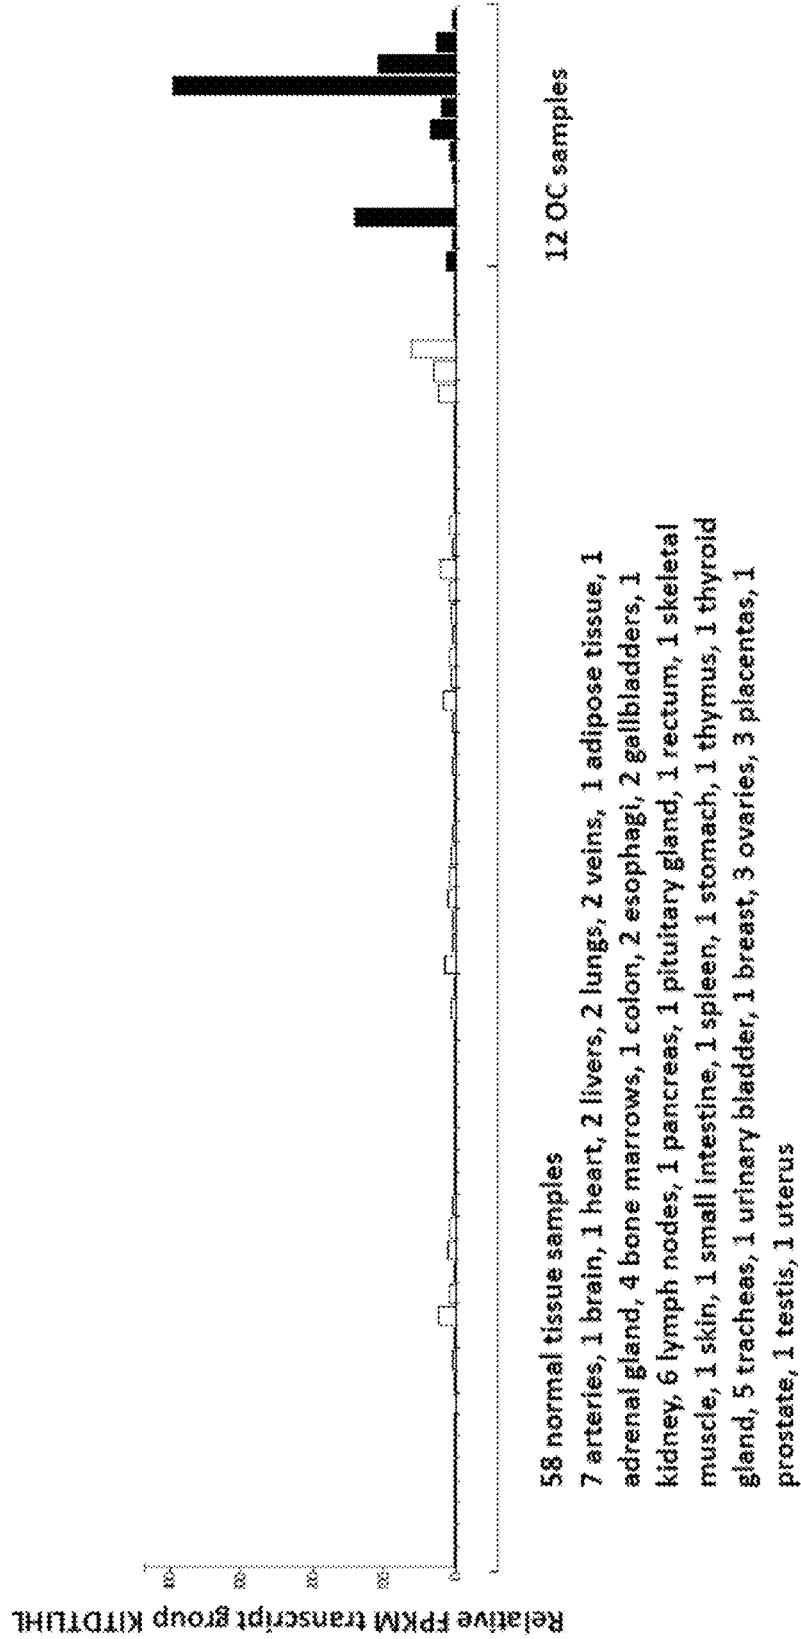 Relative FPKM transcript group KITDTLIHL
0
58 normal tissue samples
7 arteries, 1 brain, 1 heart, 2 livers, 2 lungs, 2 veins, 1 adipose tissue, 1
adrenal gland, 4 bone marrows, 1 colon, 2 esophagi, 2 gallbladders, 1
kidney, 6 lymph nodes, 1 pancreas, 1 pituitary gland, 1 rectum, 1 skeletal
muscle, 1 skin, 1 small intestine, 1 spleen, 1 stomach, 1 thymus, 1 thyroid
gland, 5 tracheas, 1 urinary bladder, 1 breast, 3 ovaries, 3 placentas, 1
prostate, 1 testis, 1 uterus
12 OC samples